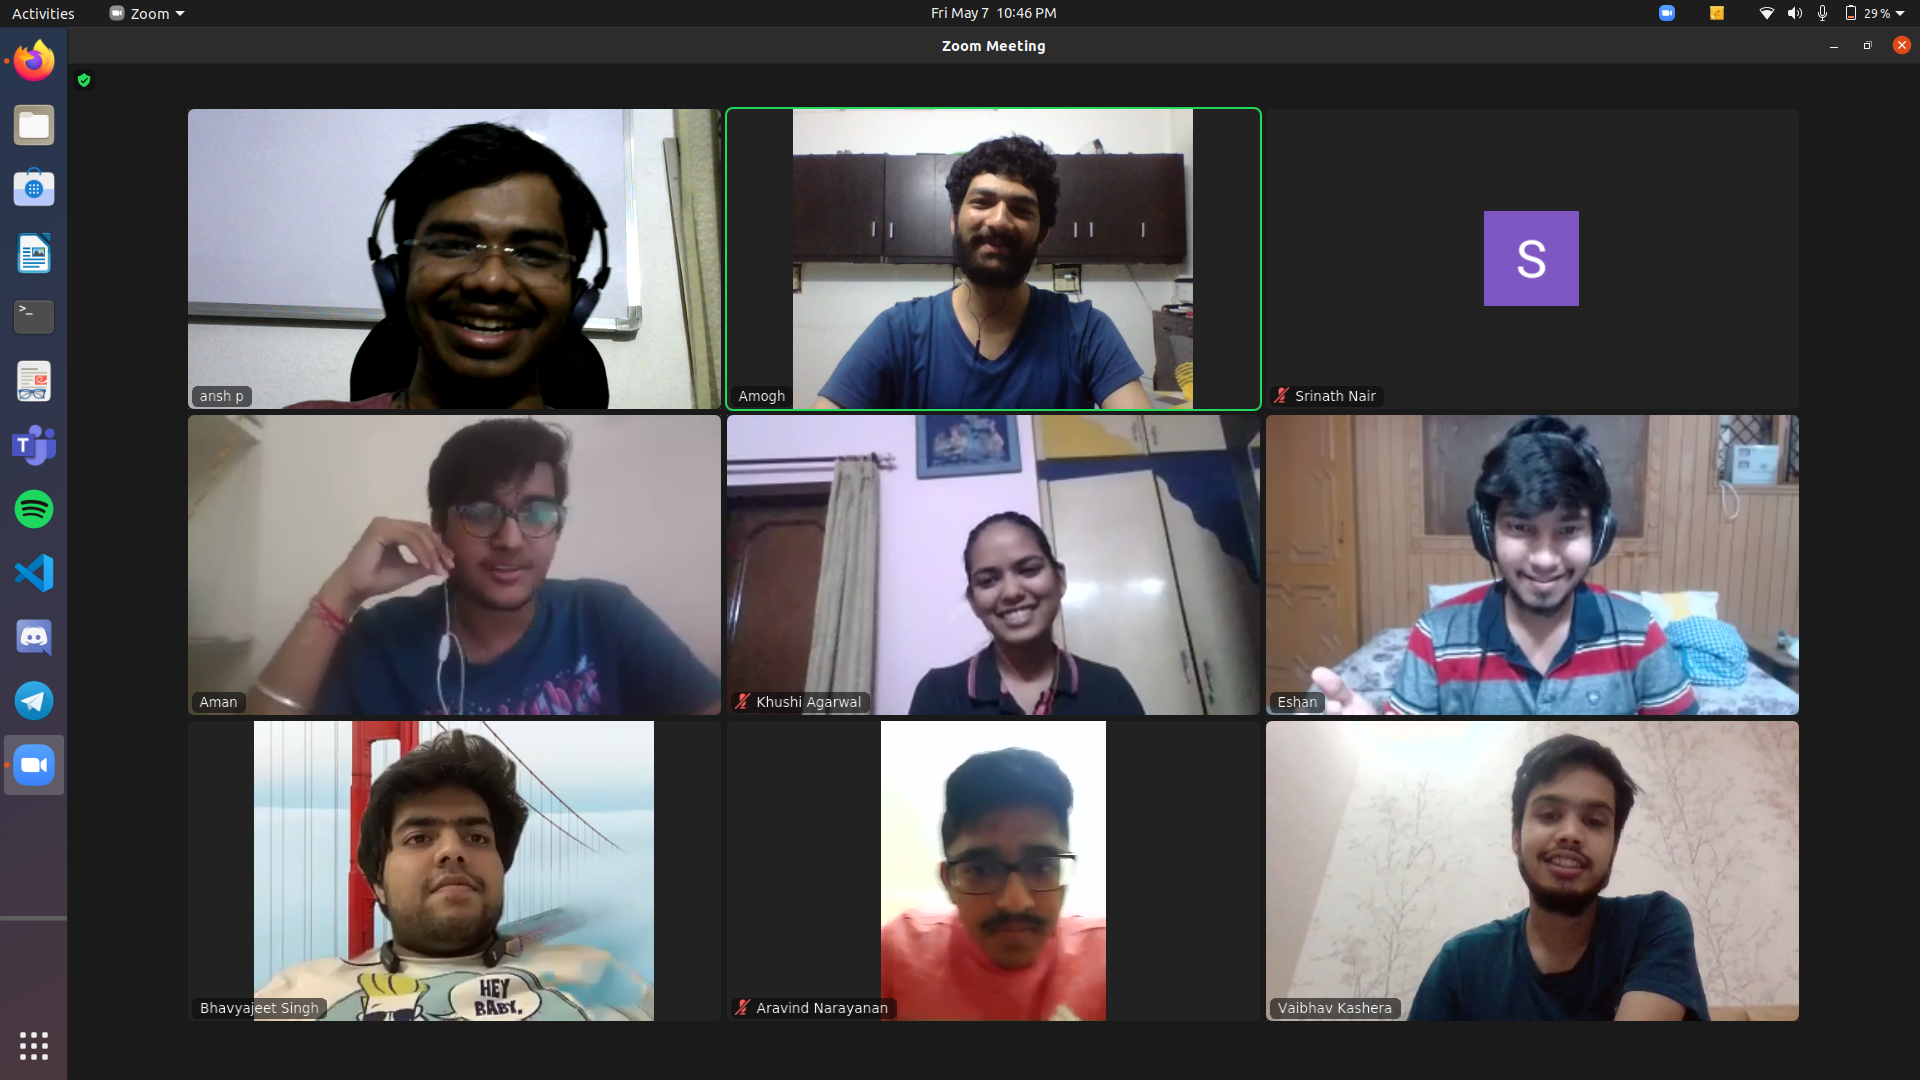 Activities
Zoom
Fri May 7 10:46 PM
29 %
Zoom Meeting
S
ansh p
Amogh
Srinath Nair
>_
T
Aman
Khushi Agarwal
Eshan
HEY
BABY.
Bhavyajeet Singh
Aravind Narayanan
Vaibhav Kashera